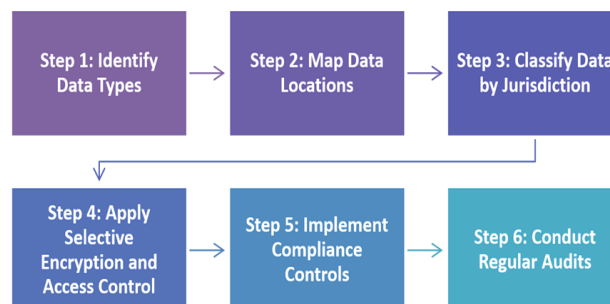 Step 1: Identify
Data Types
Step 2: Map Data
Locations
Step 3: Classify Data
by Jurisdiction
Step 4: Apply
Selective
Encryption and
Access Control
Step 5: Implement
Compliance
Controls
Step 6: Conduct
Regular Audits